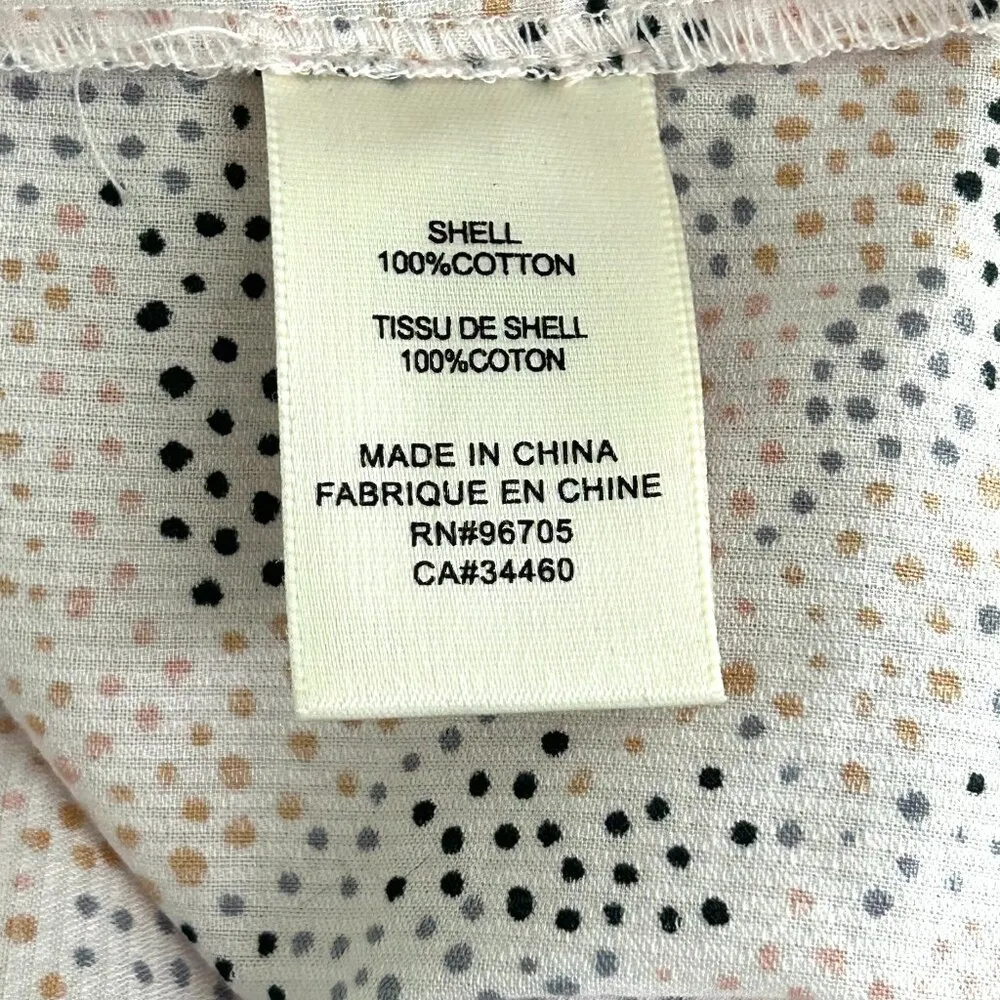 SHELL
100%COTTON
TISSU DE SHELL
100%COTON
MADE IN CHINA
FABRIQUE EN CHINE
RN#96705
CA#34460